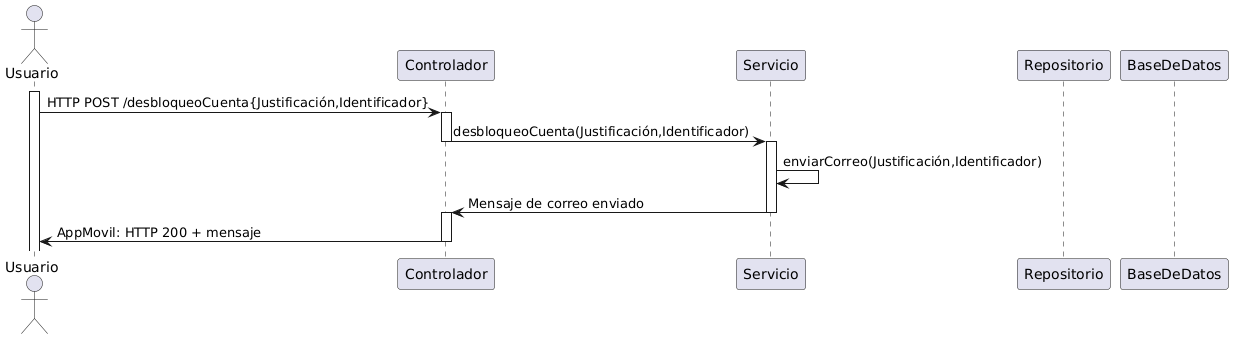 Usuario
Controlador
Servicio
Repositorio
BaseDeDatos
HTTP POST /desbloqueoCuenta{Justificación,Identificador}
desbloqueoCuenta(Justificación,Identificador)
enviarCorreo(Justificación,Identificador)
Mensaje de correo enviado
AppMovil: HTTP 200 + mensaje
Usuario
Controlador
Servicio
Repositorio
BaseDeDatos